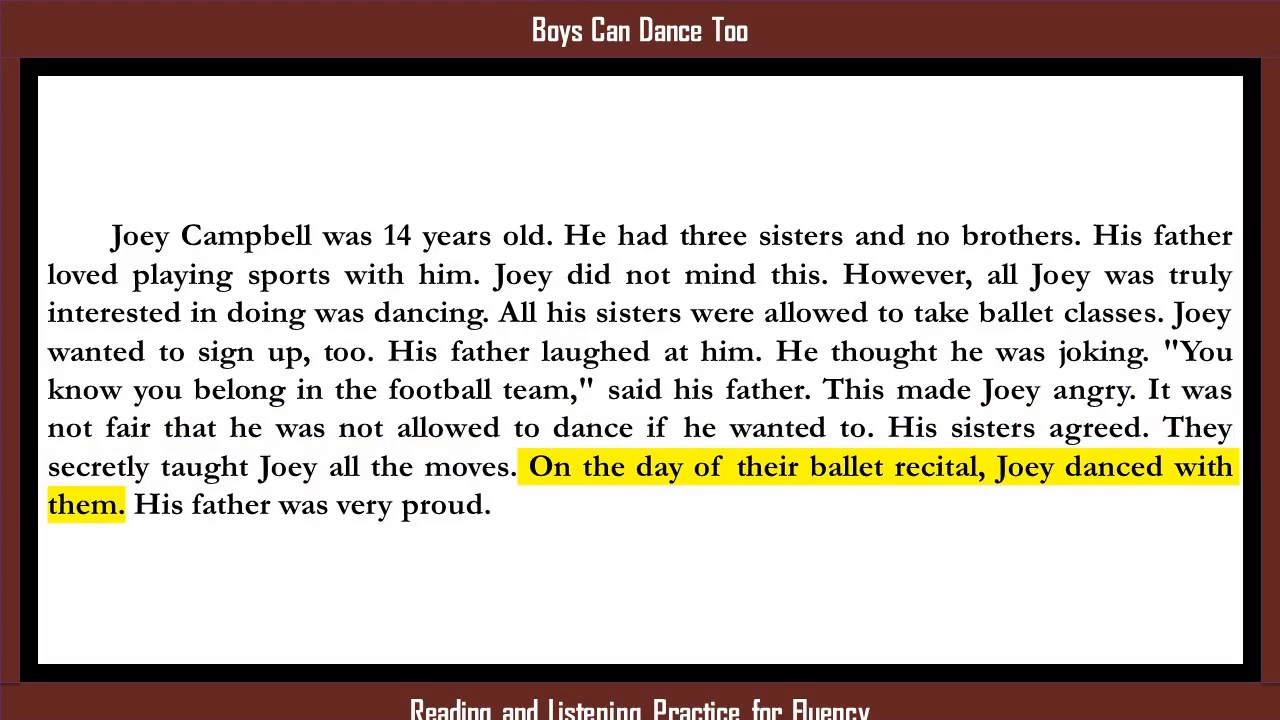 Boys Can Dance Too
Joey Campbell was 14 years old. He had three sisters and no brothers. His father
loved playing sports with him. Joey did not mind this. However, all Joey was truly
interested in doing was dancing. All his sisters were allowed to take ballet classes. Joey
wanted to sign up, too. His father laughed at him. He thought he was joking. "You
know you belong in the football team," said his father. This made Joey angry. It was
not fair that he was not allowed to dance if he wanted to. His sisters agreed. They
secretly taught Joey all the moves. On the day of their ballet recital, Joey danced with
them. His father was very proud.
Reading and Listening Practice for Fluency